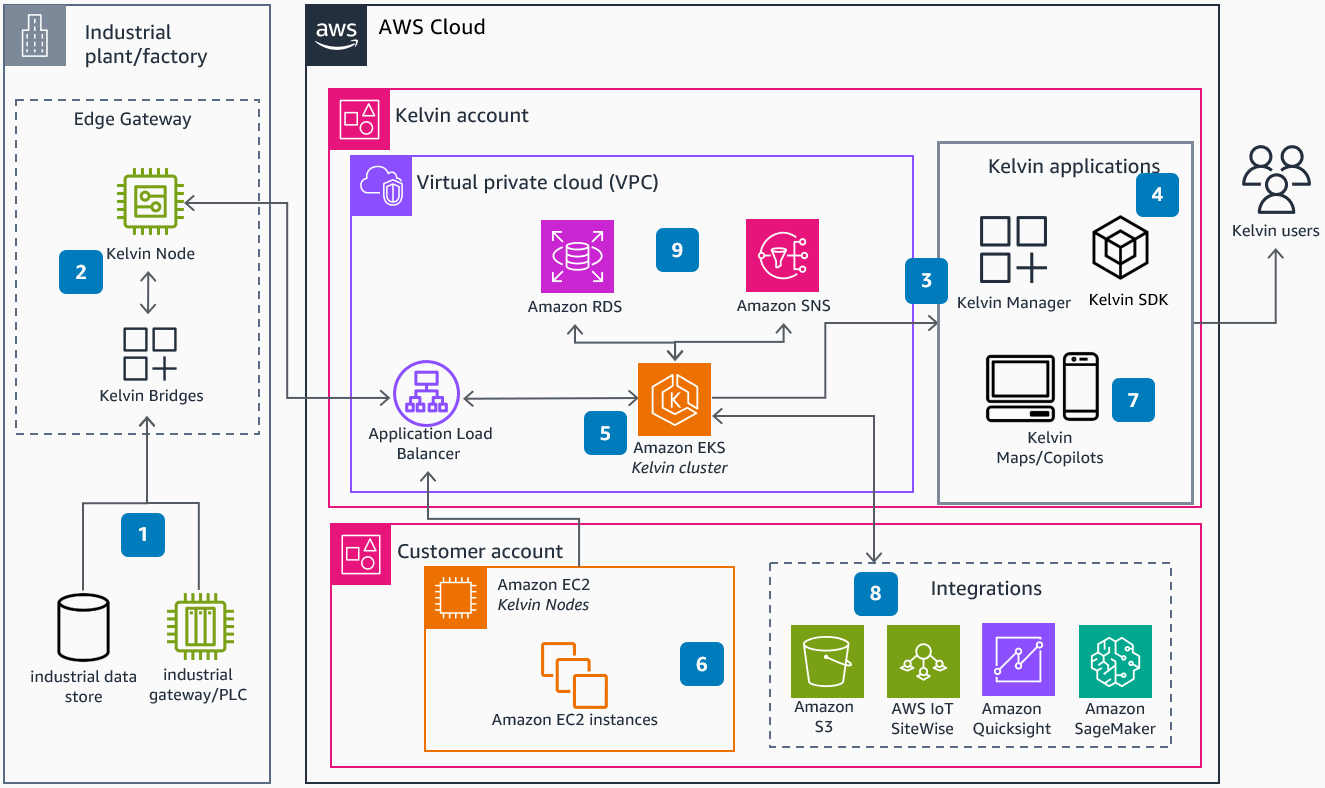 Industrial
plant/factory
Edge Gateway
Kelvin Node
2
Kelvin Bridges
1
industrial data
store
industrial
gateway/PLC
aws
AWS Cloud
Kelvin account
Virtual private cloud (VPC)
Amazon RDS
9
Amazon SNS
Application Load
Balancer
5
K
Amazon EKS
Kelvin cluster
3
Kelvin applications
4
Kelvin Manager
Kelvin SDK
7
Kelvin
Maps/Copilots
Kelvin users
Customer account
Amazon EC2
Kelvin Nodes
6
Amazon EC2 instances
8
Integrations
Amazon
S3
AWS IoT
SiteWise
Amazon
Quicksight
Amazon
SageMaker